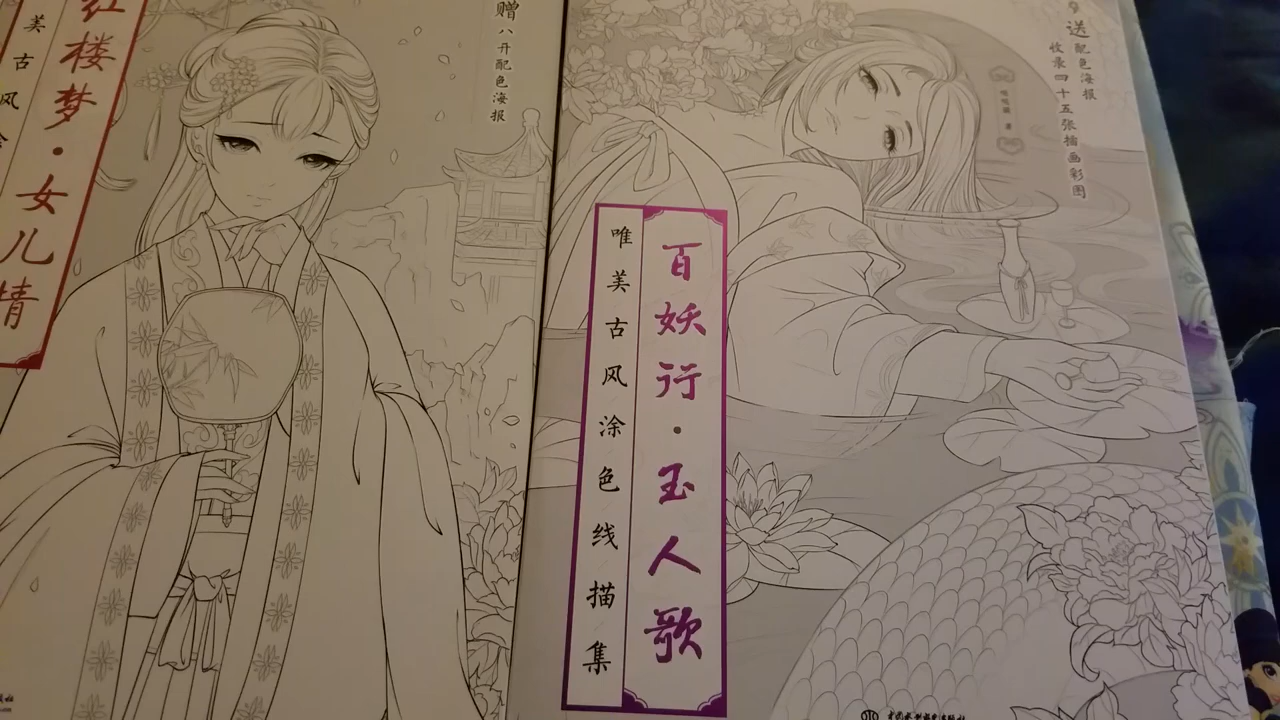 红楼梦·女儿情
美古风涂
赠八开配色海报
百妖行·玉人歌
唯美古风涂色线描集
送配色海报
收录四十五张插画彩图